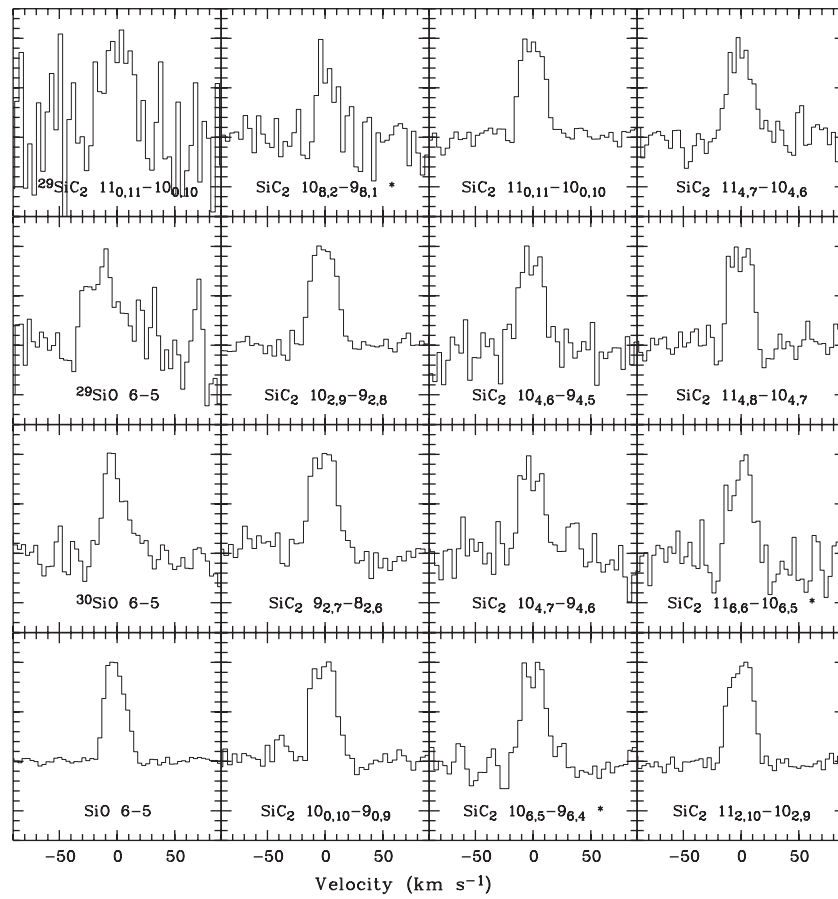 ²⁹SiC₂ 11₀,₁₁−10₀,₁₀
SiC₂ 10₈,₂−9₈,₁ *
SiC₂ 11₀,₁₁−10₀,₁₀
SiC₂ 11₄,₇−10₄,₆
²⁹SiO 6−5
SiC₂ 10₂,₉−9₂,₈
SiC₂ 10₄,₆−9₄,₅
SiC₂ 11₄,₈−10₄,₇
³⁰SiO 6−5
SiC₂ 9₂,₇−8₂,₆
SiC₂ 10₄,₇−9₄,₆
SiC₂ 11₆,₆−10₆,₅ *
SiO 6−5
SiC₂ 10₀,₁₀−9₀,₉
SiC₂ 10₆,₅−9₆,₄ *
SiC₂ 11₂,₁₀−10₂,₉
−50 0 50 −50 0 50 −50 0 50 −50 0 50
Velocity (km s⁻¹)